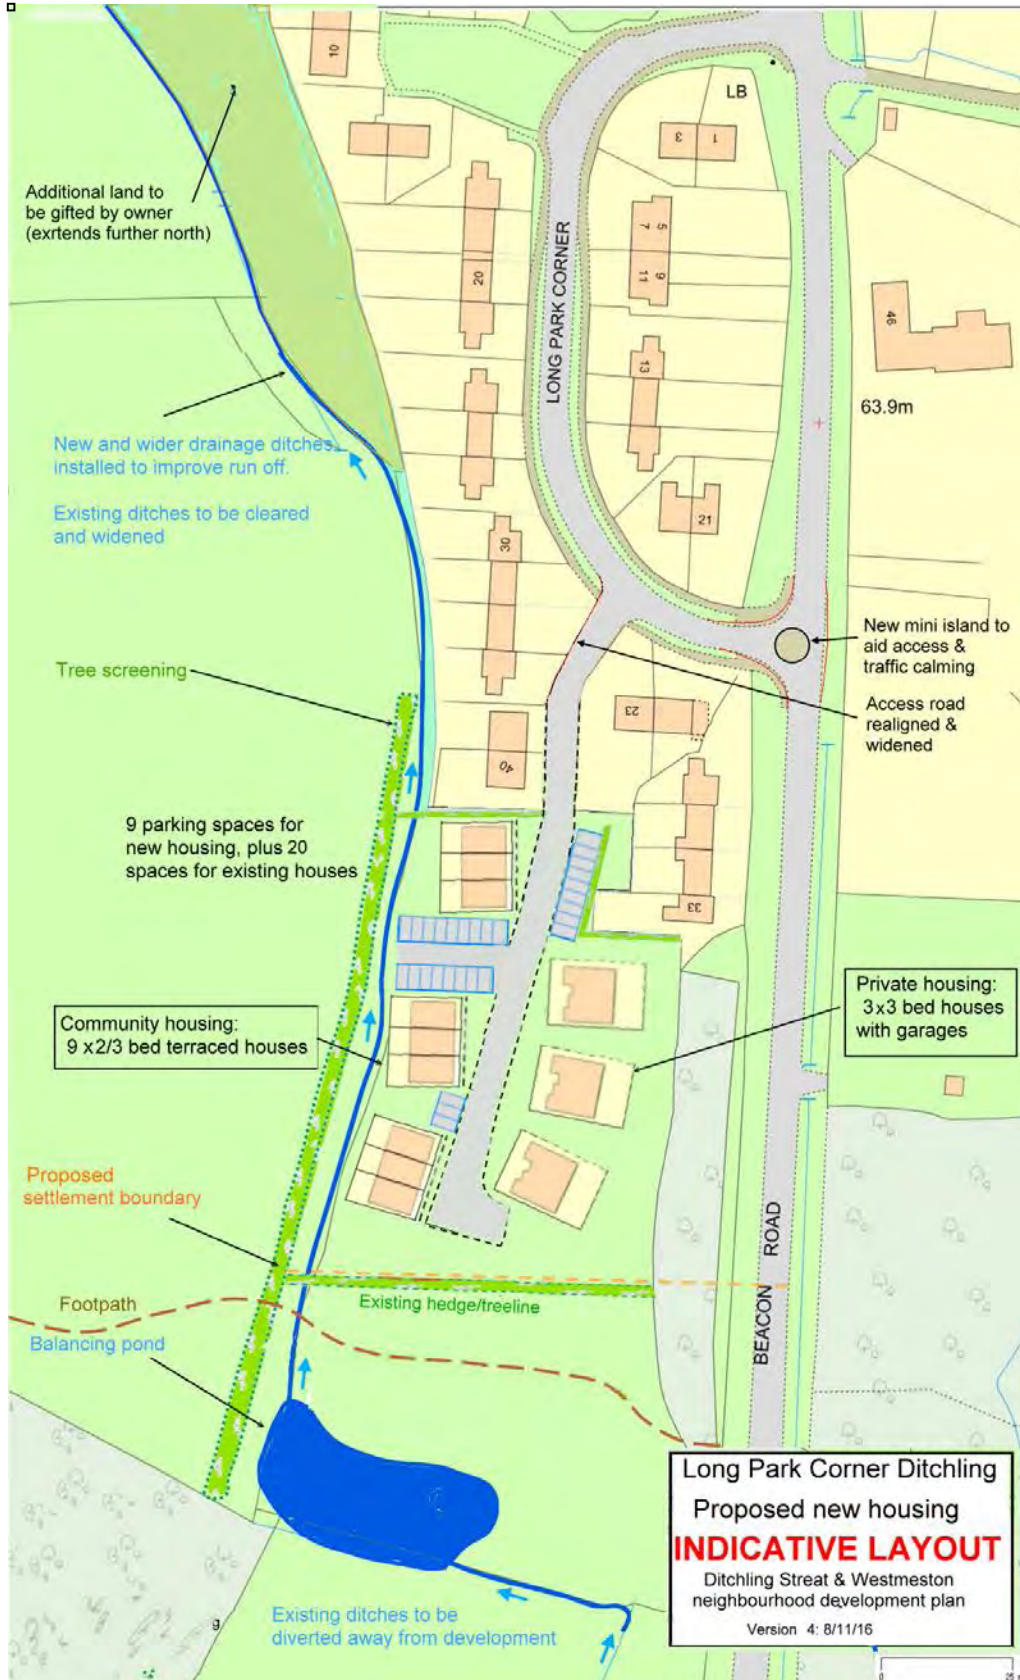 10
LB
3
1
Additional land to
be gifted by owner
(exrtends further north)
5
7
9
11
20
LONG PARK CORNER
46
13
63.9m
New and wider drainage ditches
installed to improve run off.
Existing ditches to be cleared
and widened
21
30
New mini island to
aid access &
traffic calming
Tree screening
Access road
realigned &
widened
23
40
9 parking spaces for
new housing, plus 20
spaces for existing houses
33
Private housing:
3x3 bed houses
with garages
Community housing:
9 x2/3 bed terraced houses
Proposed
settlement boundary
BEACON ROAD
Footpath
Existing hedge/treeline
Balancing pond
Long Park Corner Ditchling
Proposed new housing
INDICATIVE LAYOUT
Ditchling Streat & Westmeston
neighbourhood development plan
Version 4: 8/11/16
Existing ditches to be
diverted away from development
g
0